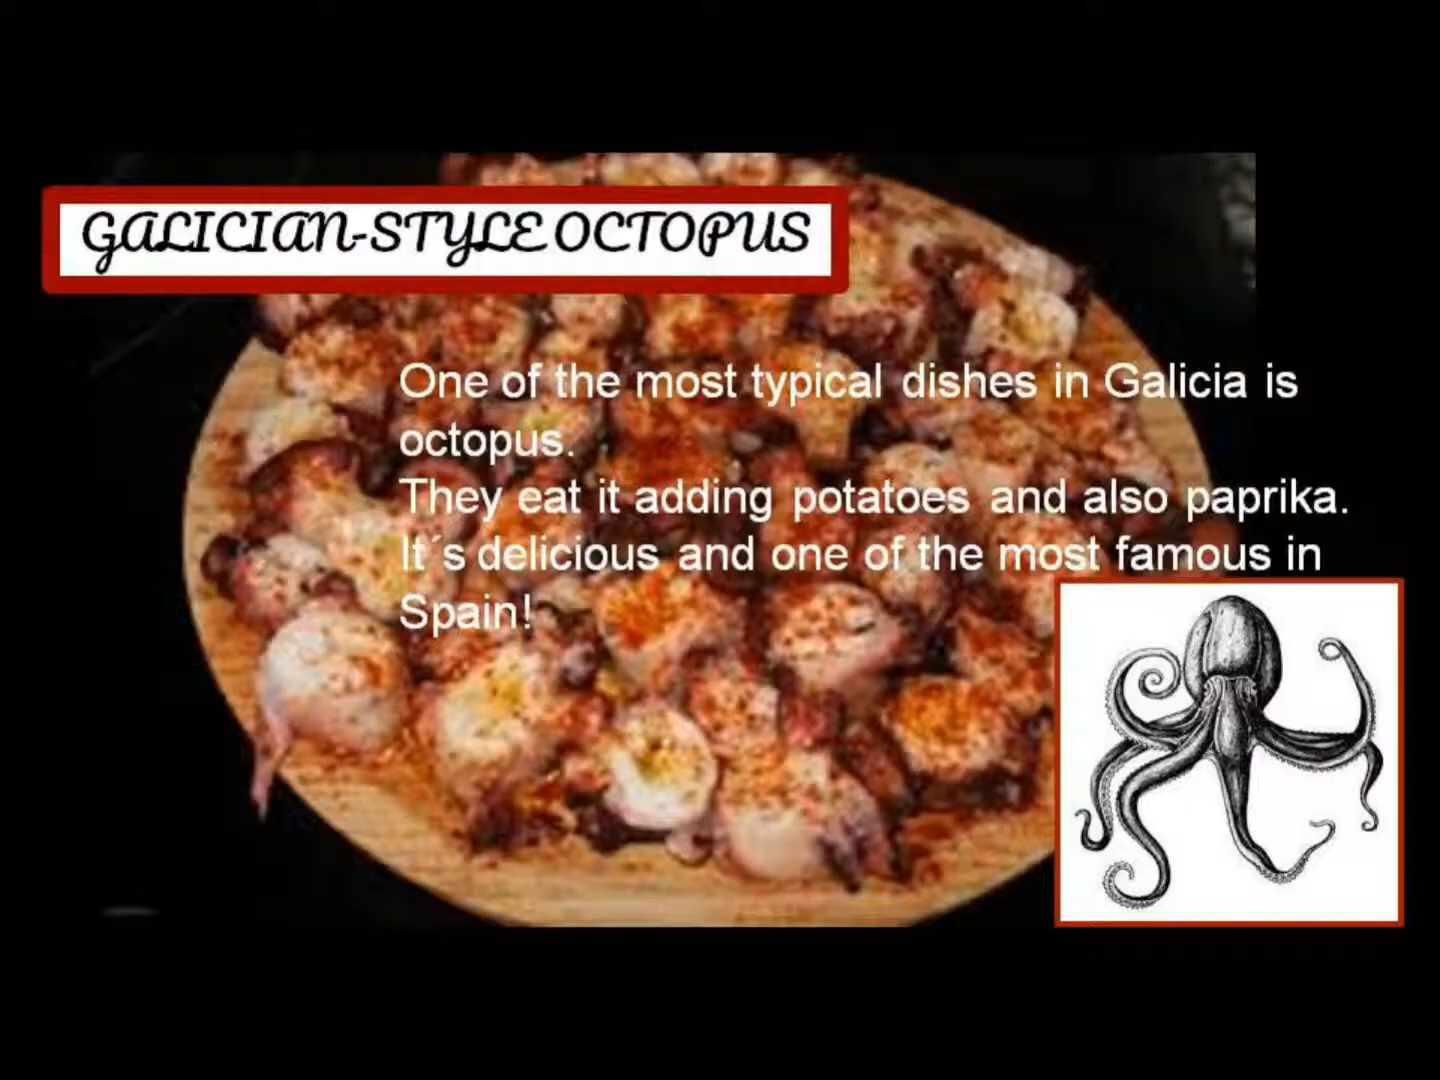 GALICIAN-STYLE OCTOPUS
One of the most typical dishes in Galicia is
octopus.
They eat it adding potatoes and also paprika.
It´s delicious and one of the most famous in
Spain!